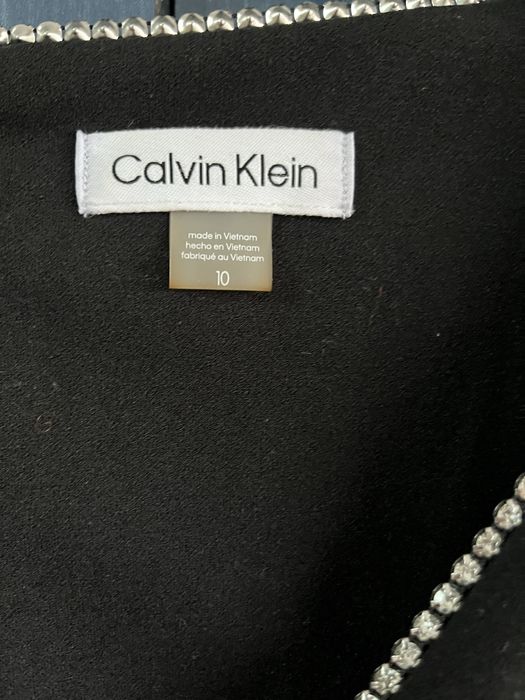 Calvin Klein
made in Vietnam
hecho en Vietnam
fabriqué au Vietnam
10